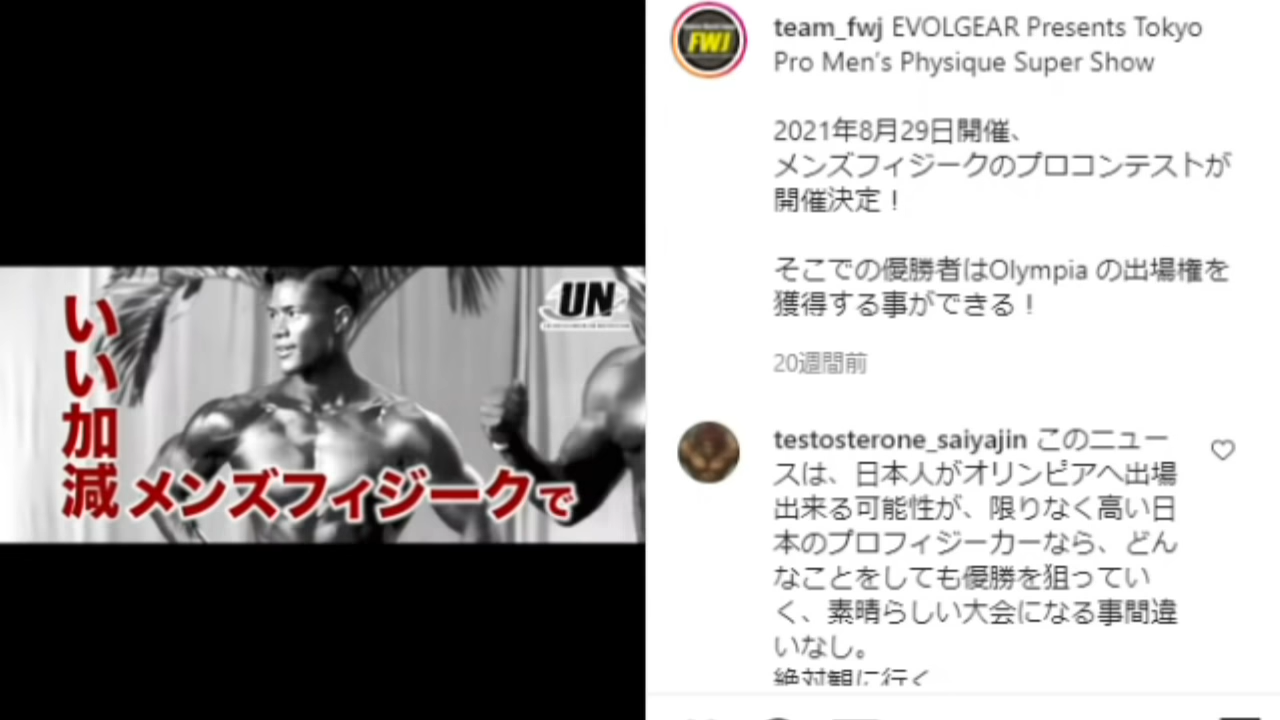 いい加減
メンズフィジークで
UN
FWJ
team_fwj EVOLGEAR Presents Tokyo
Pro Men's Physique Super Show
2021年8月29日開催、
メンズフィジークのプロコンテストが
開催決定！
そこでの優勝者はOlympia の出場権を
獲得する事ができる！
20週間前
testosterone_saiyajin このニュー
スは、日本人がオリンピアへ出場
出来る可能性が、限りなく高い日
本のプロフィジーカーなら、どん
なことをしても優勝を狙ってい
く、素晴らしい大会になる事間違
いなし。
絶対観に行く